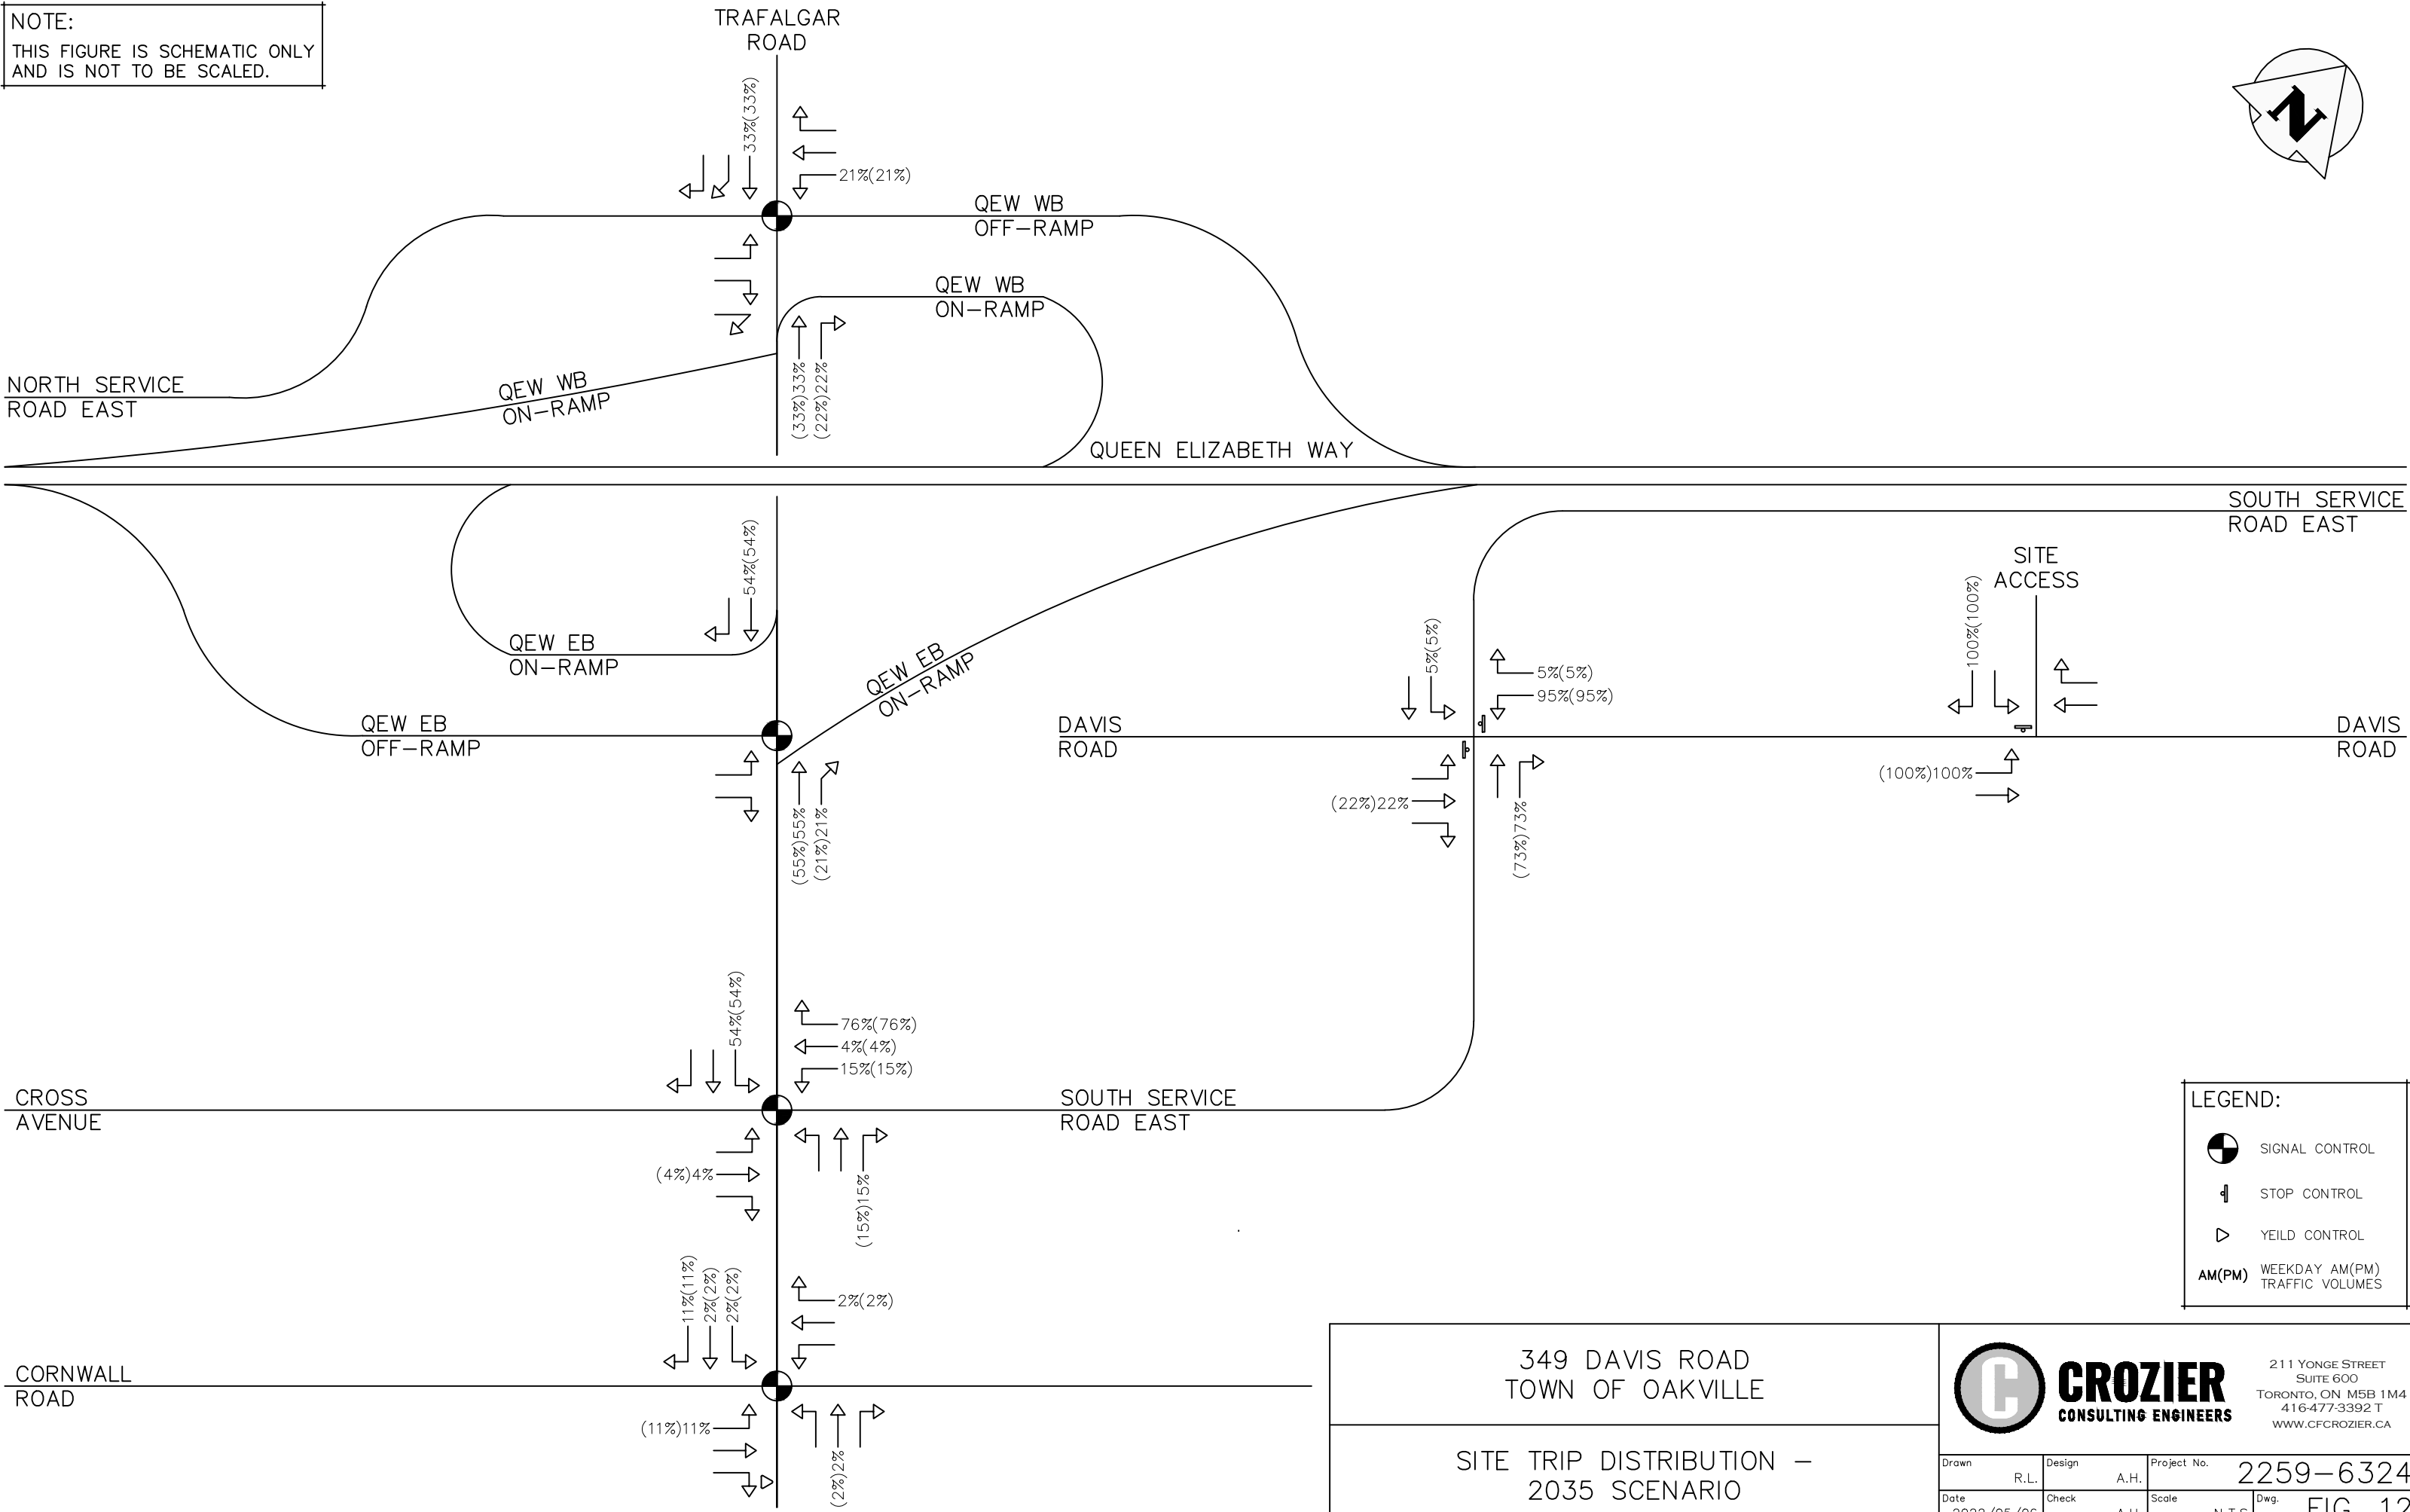 NOTE:
THIS FIGURE IS SCHEMATIC ONLY
AND IS NOT TO BE SCALED.
TRAFALGAR
ROAD
N
33%(33%)
21%(21%)
QEW WB
OFF-RAMP
QEW WB
ON-RAMP
(33%)33%
(22%)22%
NORTH SERVICE
ROAD EAST
QEW WB
ON-RAMP
QUEEN ELIZABETH WAY
SOUTH SERVICE
ROAD EAST
54%(54%)
QEW EB
ON-RAMP
QEW EB
ON-RAMP
QEW EB
OFF-RAMP
(55%)55%
(21%)21%
SITE
ACCESS
100%(100%)
5%(5%)
5%(5%)
95%(95%)
DAVIS
ROAD
DAVIS
ROAD
(22%)22%
(73%)73%
(100%)100%
54%(54%)
76%(76%)
4%(4%)
15%(15%)
CROSS
AVENUE
SOUTH SERVICE
ROAD EAST
(4%)4%
(15%)15%
11%(11%)
2%(2%)
2%(2%)
2%(2%)
CORNWALL
ROAD
(11%)11%
(2%)2%
LEGEND:
SIGNAL CONTROL
STOP CONTROL
YEILD CONTROL
AM(PM) WEEKDAY AM(PM)
TRAFFIC VOLUMES
349 DAVIS ROAD
TOWN OF OAKVILLE
SITE TRIP DISTRIBUTION -
2035 SCENARIO
C
CROZIER
CONSULTING ENGINEERS
211 YONGE STREET
SUITE 600
TORONTO, ON M5B 1M4
416-477-3392 T
WWW.CFCROZIER.CA
Drawn R.L. Design A.H. Project No. 2259-6324
Date Check Scale Dwg. FIG. 12